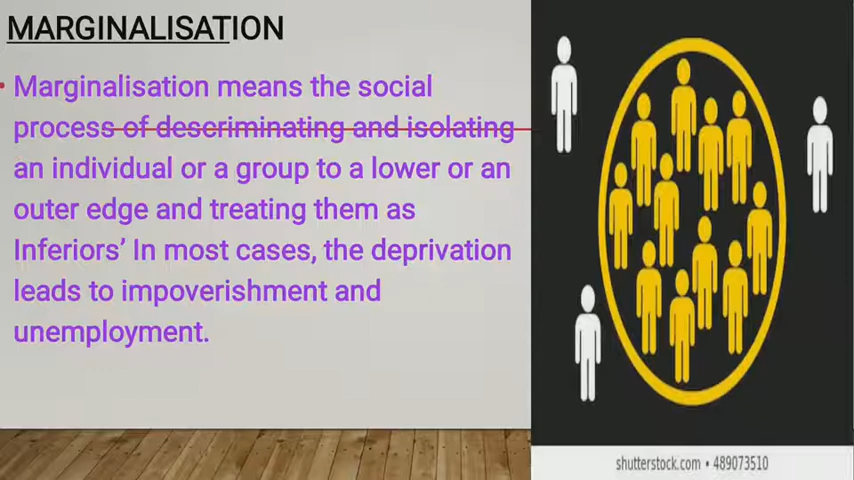 MARGINALISATION
• Marginalisation means the social
process of descriminating and isolating
an individual or a group to a lower or an
outer edge and treating them as
Inferiors’ In most cases, the deprivation
leads to impoverishment and
unemployment.
shutterstock.com • 489073510